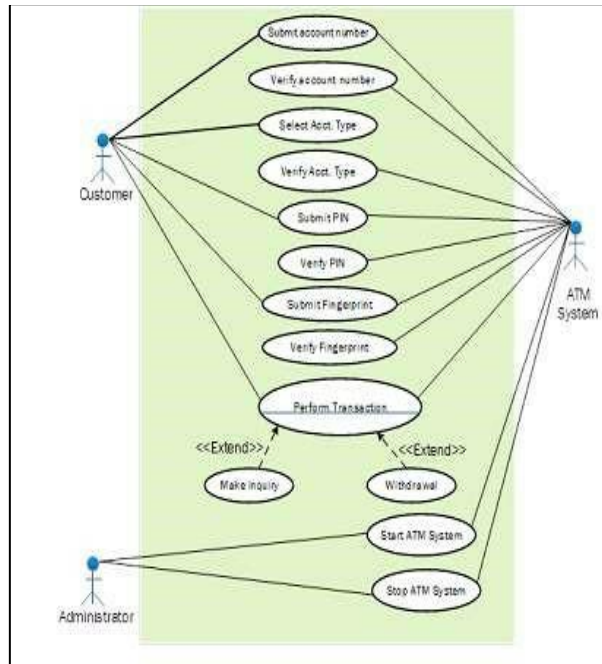 Submit account number
Verify account number
Select Acct. Type
Customer
Verify Acct. Type
Submit PIN
Verify PIN
ATM
System
Submit Fingerprint
Verify Fingerprint
Perform Transaction
<<Extend>>
<<Extend>>
Make inquiry
Withdrawal
Start ATM System
Stop ATM System
Administrator